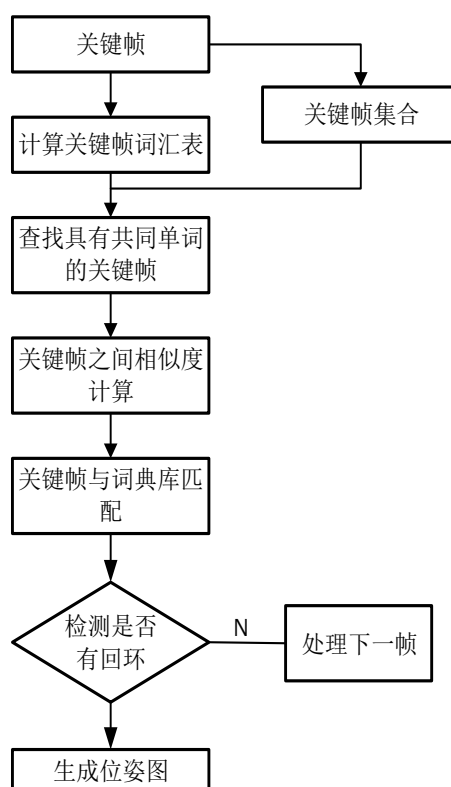 关键帧
关键帧集合
计算关键帧词汇表
查找具有共同单词
的关键帧
关键帧之间相似度
计算
关键帧与词典库匹
配
检测是否
有回环
N
处理下一帧
生成位姿图